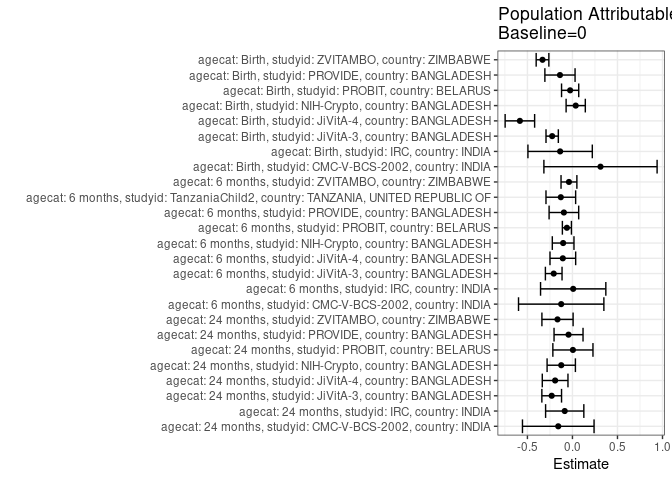 Population Attributable
Baseline=0
agecat: Birth, studyid: ZVITAMBO, country: ZIMBABWE
agecat: Birth, studyid: PROVIDE, country: BANGLADESH
agecat: Birth, studyid: PROBIT, country: BELARUS
agecat: Birth, studyid: NIH-Crypto, country: BANGLADESH
agecat: Birth, studyid: JiVitA-4, country: BANGLADESH
agecat: Birth, studyid: JiVitA-3, country: BANGLADESH
agecat: Birth, studyid: IRC, country: INDIA
agecat: Birth, studyid: CMC-V-BCS-2002, country: INDIA
agecat: 6 months, studyid: ZVITAMBO, country: ZIMBABWE
agecat: 6 months, studyid: TanzaniaChild2, country: TANZANIA, UNITED REPUBLIC OF
agecat: 6 months, studyid: PROVIDE, country: BANGLADESH
agecat: 6 months, studyid: PROBIT, country: BELARUS
agecat: 6 months, studyid: NIH-Crypto, country: BANGLADESH
agecat: 6 months, studyid: JiVitA-4, country: BANGLADESH
agecat: 6 months, studyid: JiVitA-3, country: BANGLADESH
agecat: 6 months, studyid: IRC, country: INDIA
agecat: 6 months, studyid: CMC-V-BCS-2002, country: INDIA
agecat: 24 months, studyid: ZVITAMBO, country: ZIMBABWE
agecat: 24 months, studyid: PROVIDE, country: BANGLADESH
agecat: 24 months, studyid: PROBIT, country: BELARUS
agecat: 24 months, studyid: NIH-Crypto, country: BANGLADESH
agecat: 24 months, studyid: JiVitA-4, country: BANGLADESH
agecat: 24 months, studyid: JiVitA-3, country: BANGLADESH
agecat: 24 months, studyid: IRC, country: INDIA
agecat: 24 months, studyid: CMC-V-BCS-2002, country: INDIA
-0.5 0.0 0.5 1.0
Estimate